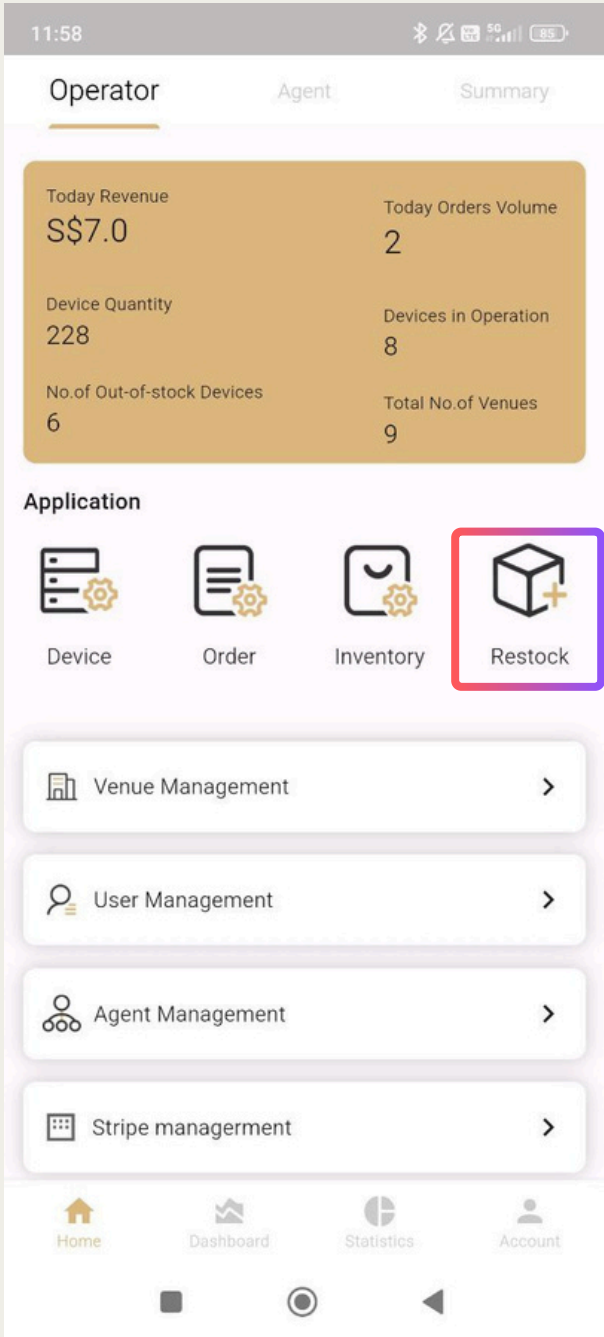 11:58
5G
85
Operator
Agent
Summary
Today Revenue
S$7.0
Today Orders Volume
2
Device Quantity
228
Devices in Operation
8
No.of Out-of-stock Devices
6
Total No.of Venues
9
Application
Device
Order
Inventory
Restock
Venue Management
User Management
Agent Management
Stripe managerment
Home
Dashboard
Statistics
Account